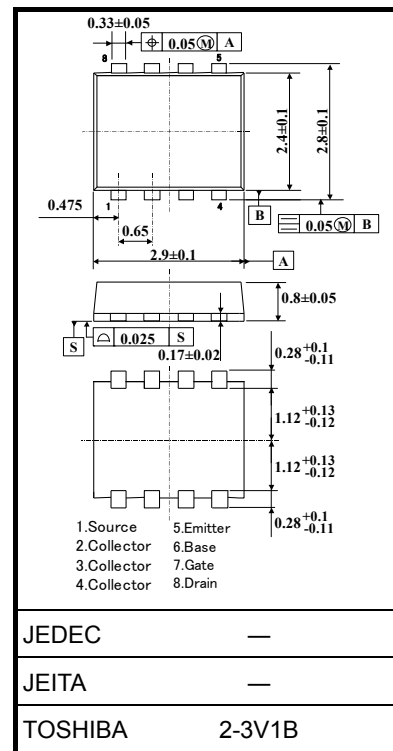 0.33±0.05
8
5
⌖ 0.05Ⓜ A
2.4±0.1
2.8±0.1
0.475
1
4
B
0.65
⌯ 0.05Ⓜ B
2.9±0.1
A
0.8±0.05
S
⌓ 0.025 S
0.17±0.02
0.28 +0.1 -0.11
1.12 +0.13 -0.12
1.12 +0.13 -0.12
0.28 +0.1 -0.11
1.Source 5.Emitter
2.Collector 6.Base
3.Collector 7.Gate
4.Collector 8.Drain
JEDEC —
JEITA —
TOSHIBA 2-3V1B